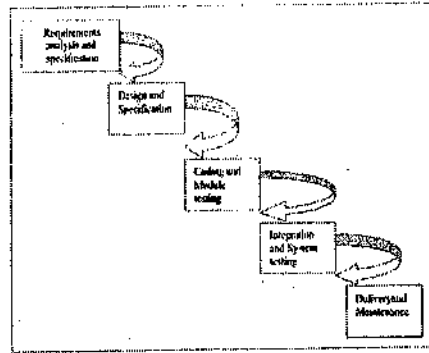 Requirements
analysis and
specification
Design and
Specification
Coding and
Module
testing
Integration
and System
testing
Delivery and
Maintenance